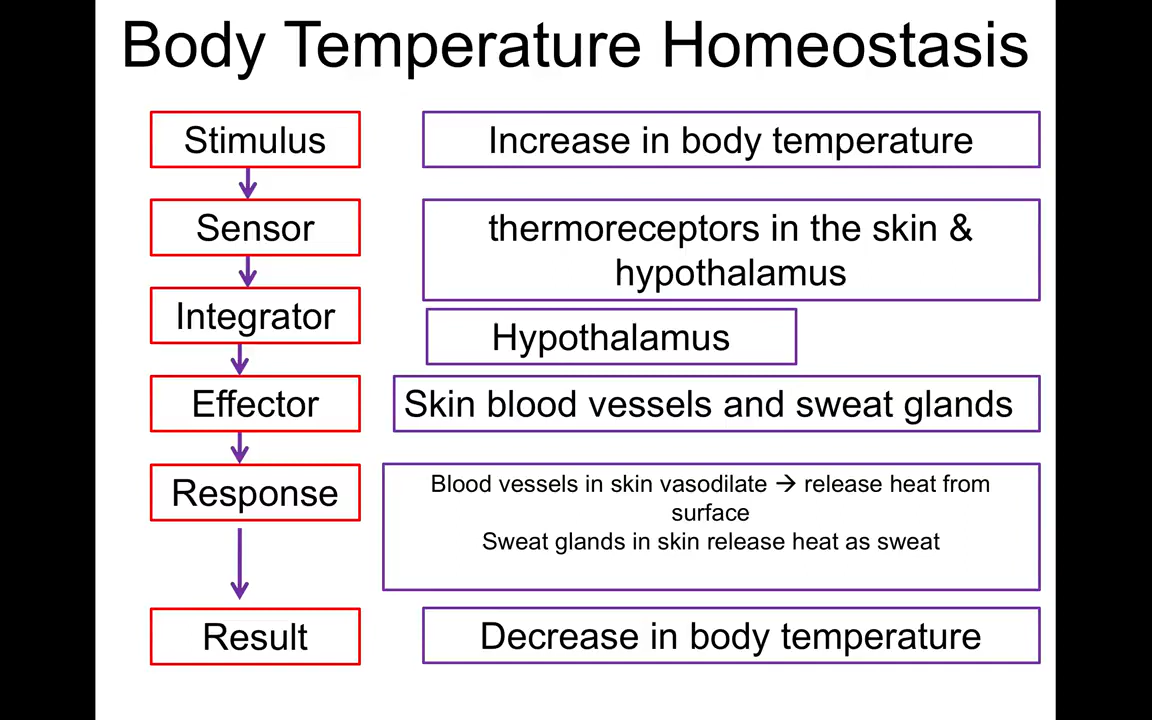 Body Temperature Homeostasis
Stimulus
Increase in body temperature
Sensor
thermoreceptors in the skin &
hypothalamus
Integrator
Hypothalamus
Effector
Skin blood vessels and sweat glands
Response
Blood vessels in skin vasodilate → release heat from
surface
Sweat glands in skin release heat as sweat
Result
Decrease in body temperature